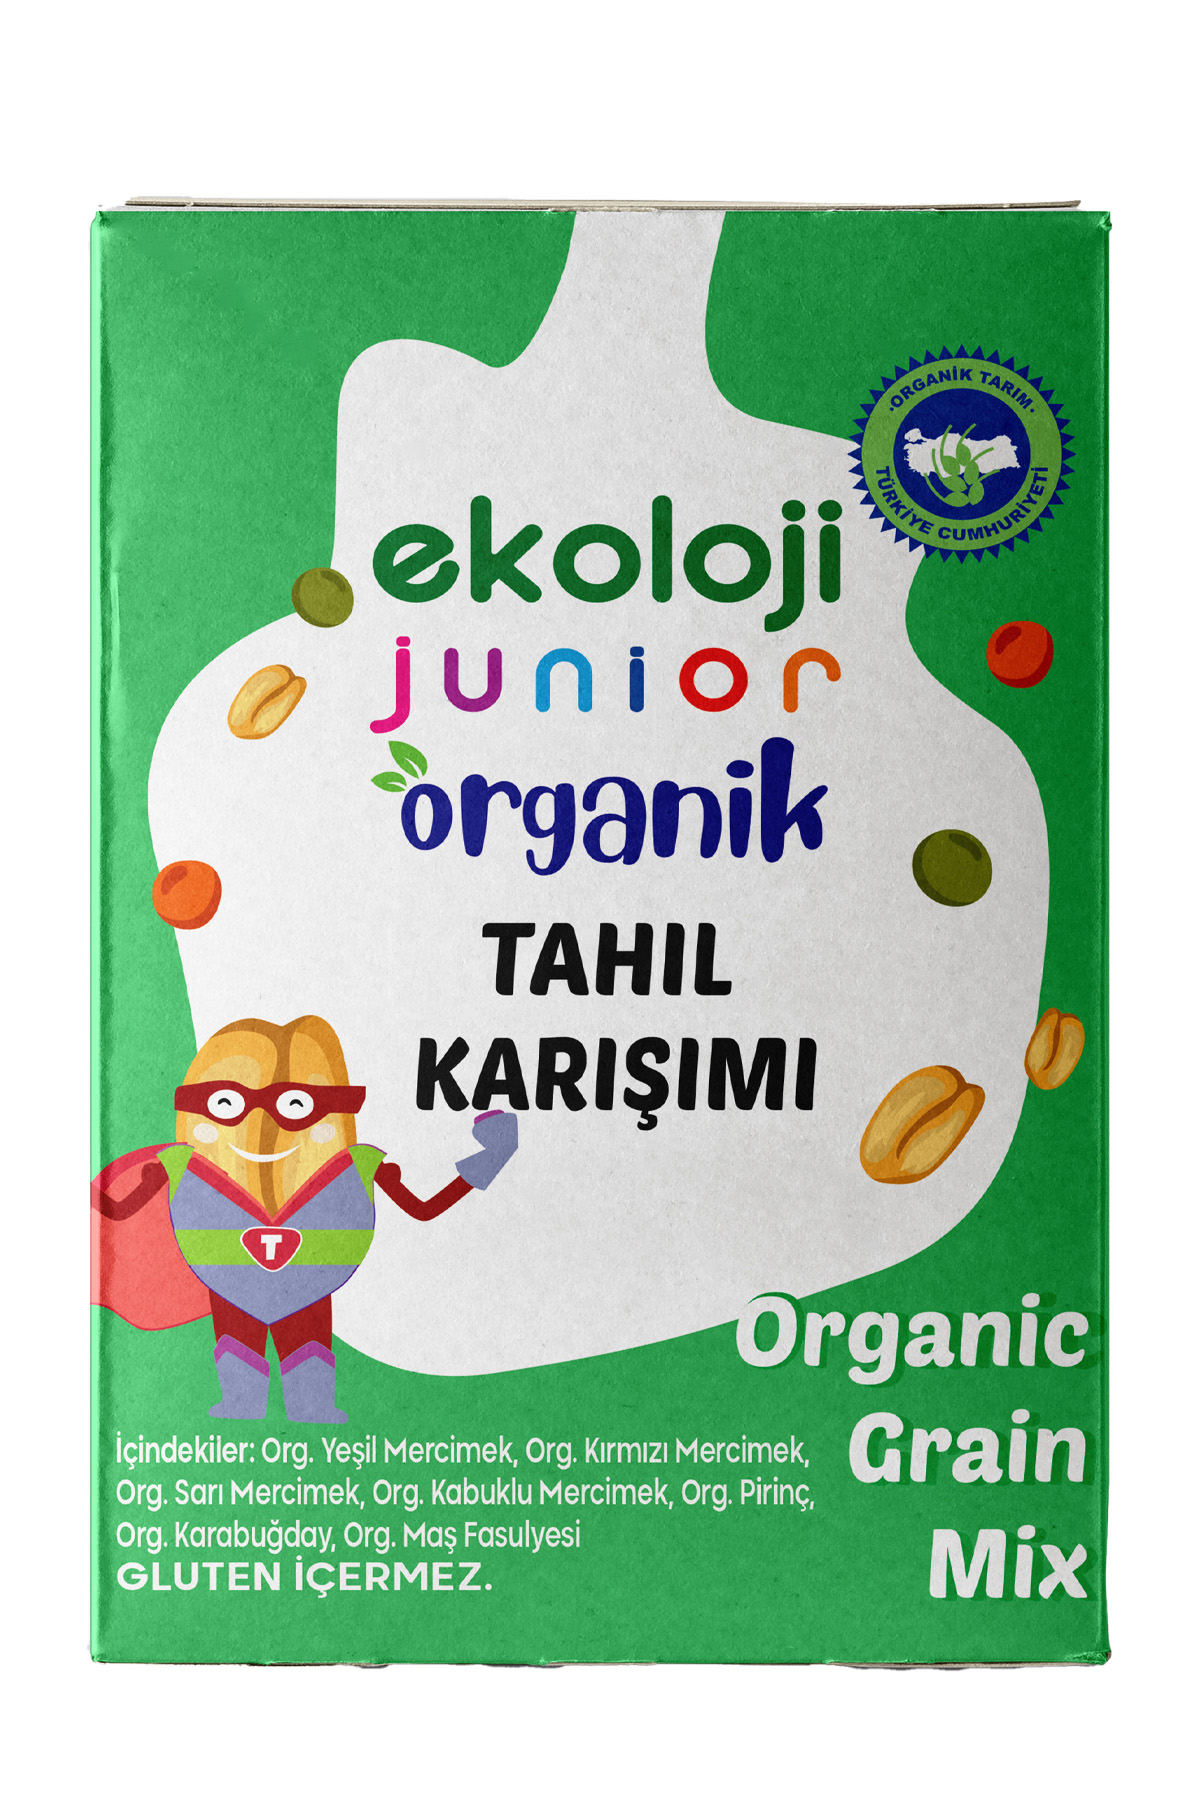 ORGANİK TARIM
TÜRKİYE CUMHURİYETİ
ekoloji
junior
organik
TAHIL
KARIŞIMI
T
Organic
Grain
Mix
İçindekiler: Org. Yeşil Mercimek, Org. Kırmızı Mercimek,
Org. Sarı Mercimek, Org. Kabuklu Mercimek, Org. Pirinç,
Org. Karabuğday, Org. Maş Fasulyesi
GLUTEN İÇERMEZ.